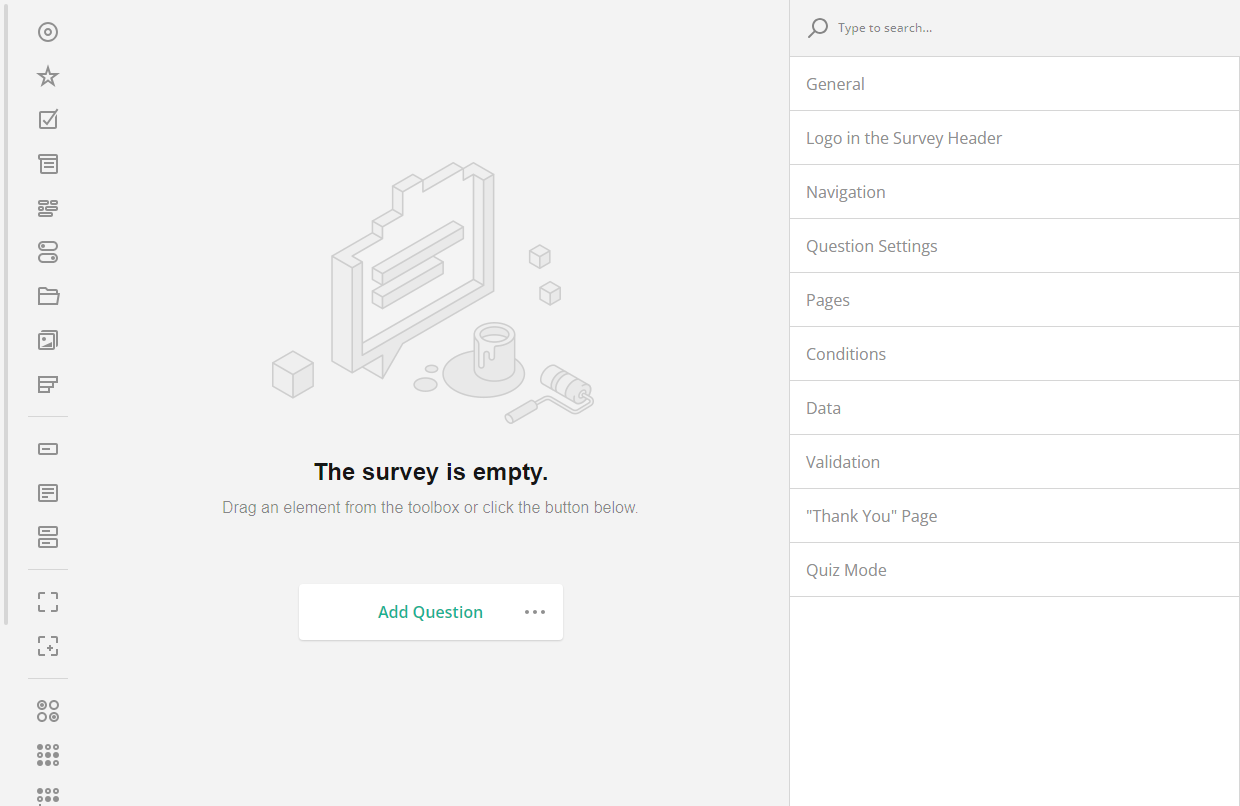 Type to search...
General
Logo in the Survey Header
Navigation
Question Settings
Pages
Conditions
Data
Validation
"Thank You" Page
Quiz Mode
The survey is empty.
Drag an element from the toolbox or click the button below.
Add Question